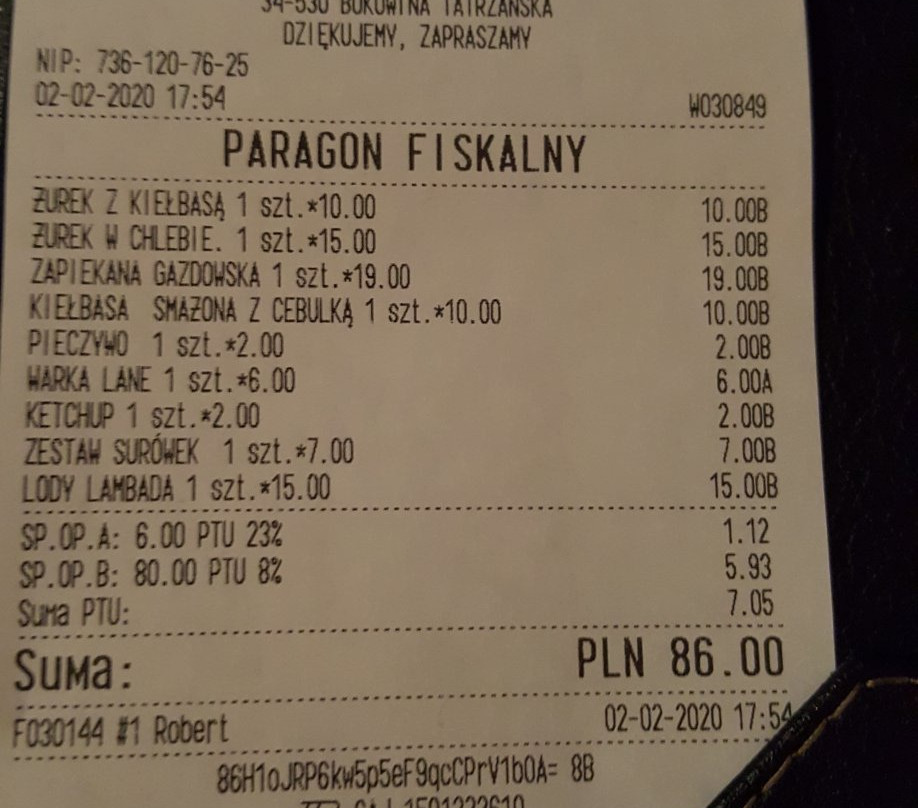 34-530 BUKOWINA TATRZAŃSKA
DZIĘKUJEMY, ZAPRASZAMY
NIP: 736-120-76-25
02-02-2020 17:54 W030849
PARAGON FISKALNY
ŻUREK Z KIEŁBASĄ 1 szt.*10.00 10.00B
ŻUREK W CHLEBIE. 1 szt.*15.00 15.00B
ZAPIEKANA GAZDOWSKA 1 szt.*19.00 19.00B
KIEŁBASA SMAŻONA Z CEBULKĄ 1 szt.*10.00 10.00B
PIECZYWO 1 szt.*2.00 2.00B
WARKA LANE 1 szt.*6.00 6.00A
KETCHUP 1 szt.*2.00 2.00B
ZESTAW SURÓWEK 1 szt.*7.00 7.00B
LODY LAMBADA 1 szt.*15.00 15.00B
SP.OP.A: 6.00 PTU 23% 1.12
SP.OP.B: 80.00 PTU 8% 5.93
Suma PTU: 7.05
Suma: PLN 86.00
F030144 #1 Robert 02-02-2020 17:54
86H1oJRP6kw5p5eF9qcCPrV1bOA= 8B